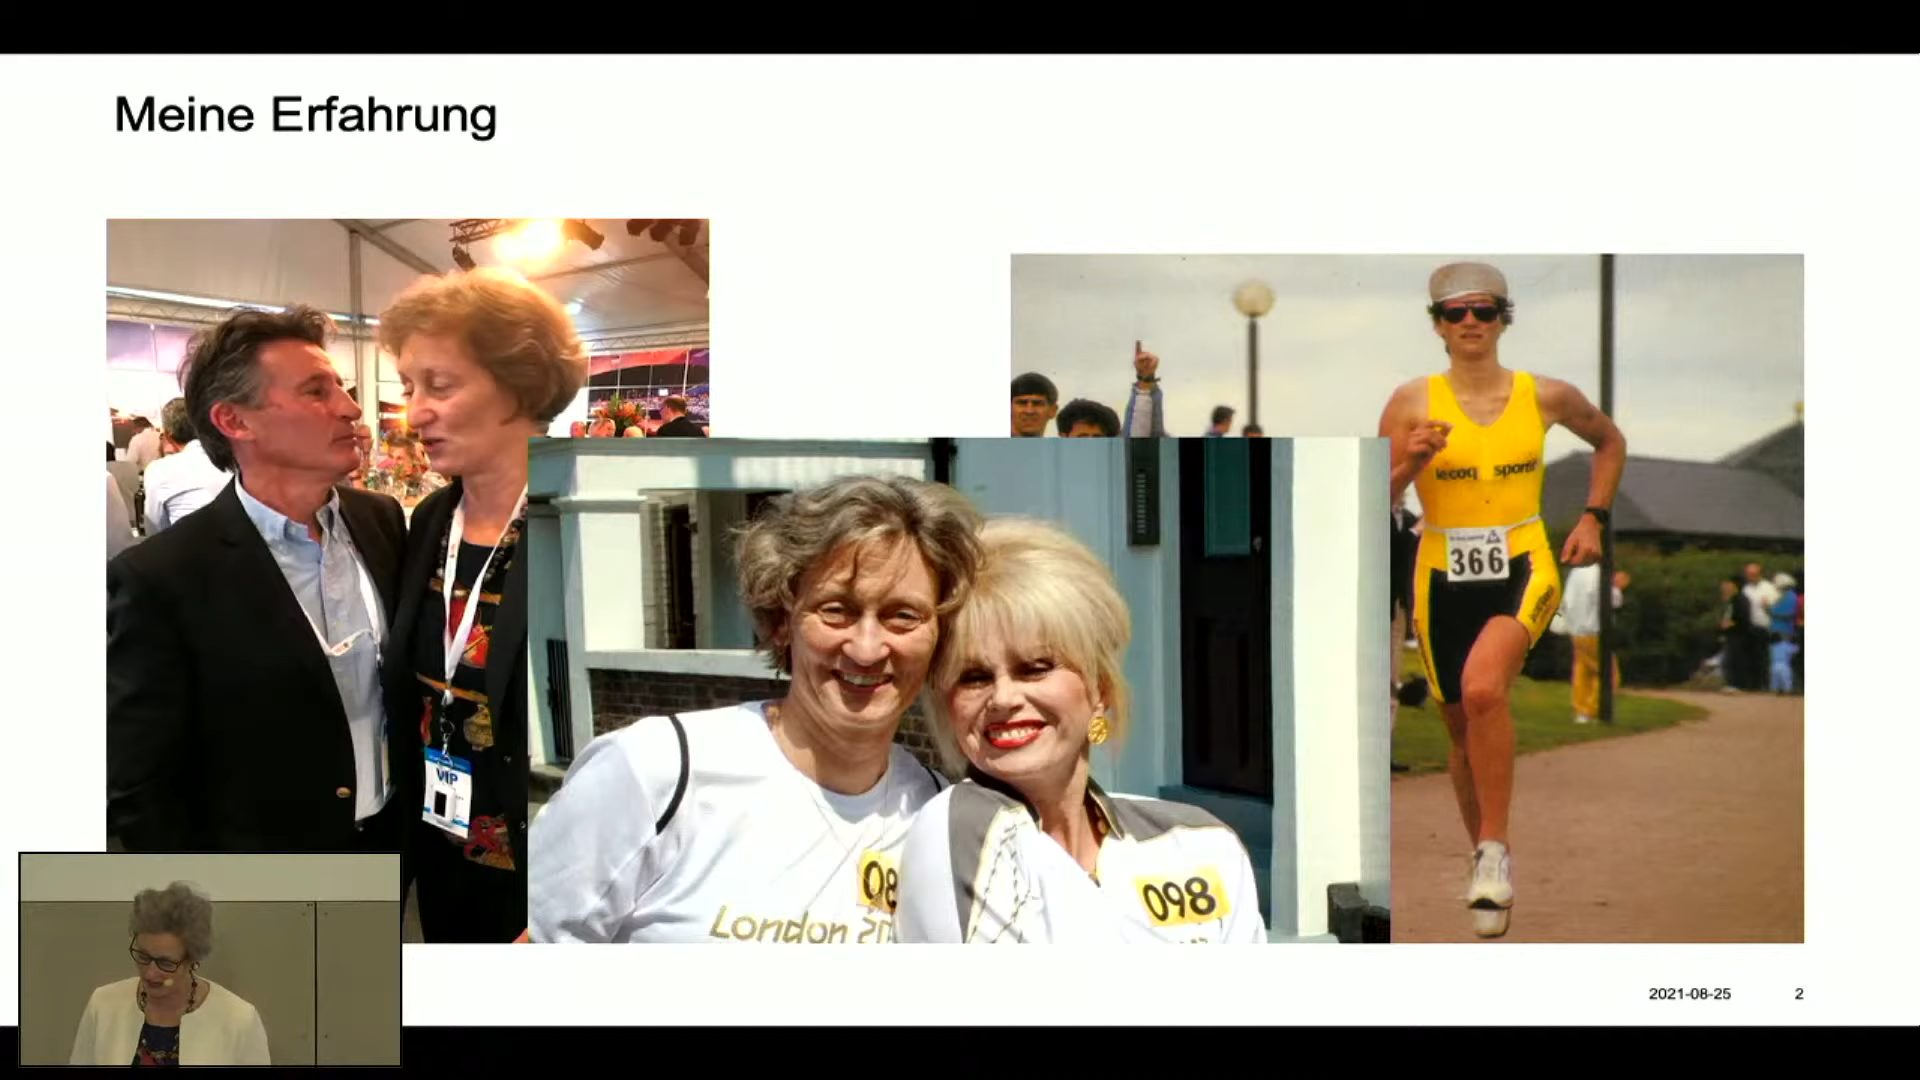 Meine Erfahrung
lecoq sportif
366
VIP
08
098
London 20
2021-08-25
2